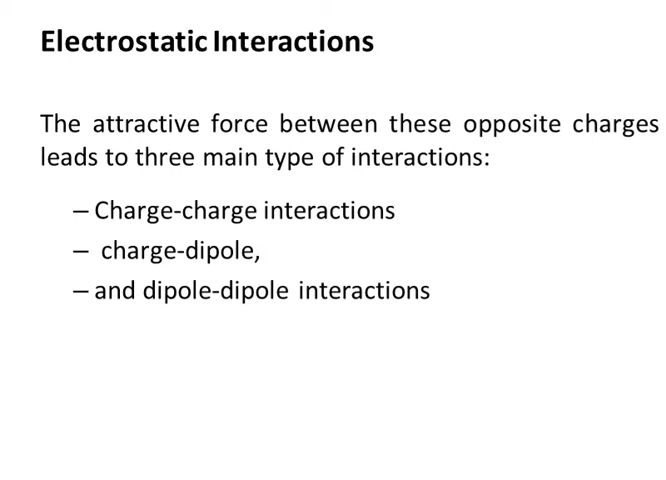 Electrostatic Interactions
The attractive force between these opposite charges
leads to three main type of interactions:
– Charge-charge interactions
– charge-dipole,
– and dipole-dipole interactions